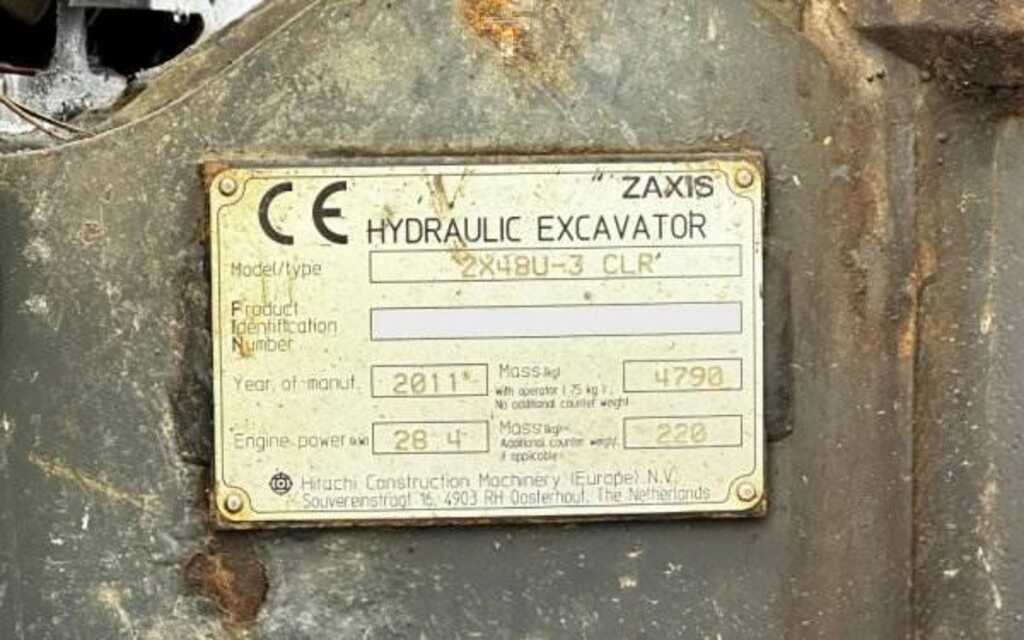 CE
ZAXIS
HYDRAULIC EXCAVATOR
Model/type 2X48U-3 CLR
Product
Identification
Number
Year of manuf. 2011* Mass (kg) 4790
With operator (75 kg)
No additional counter weight
Engine power (kW) 28.4 Mass (kg) 220
Additional counter weight,
if applicable
Hitachi Construction Machinery (Europe) N.V.
Souvereinstraat 16, 4903 RH Oosterhout, The Netherlands